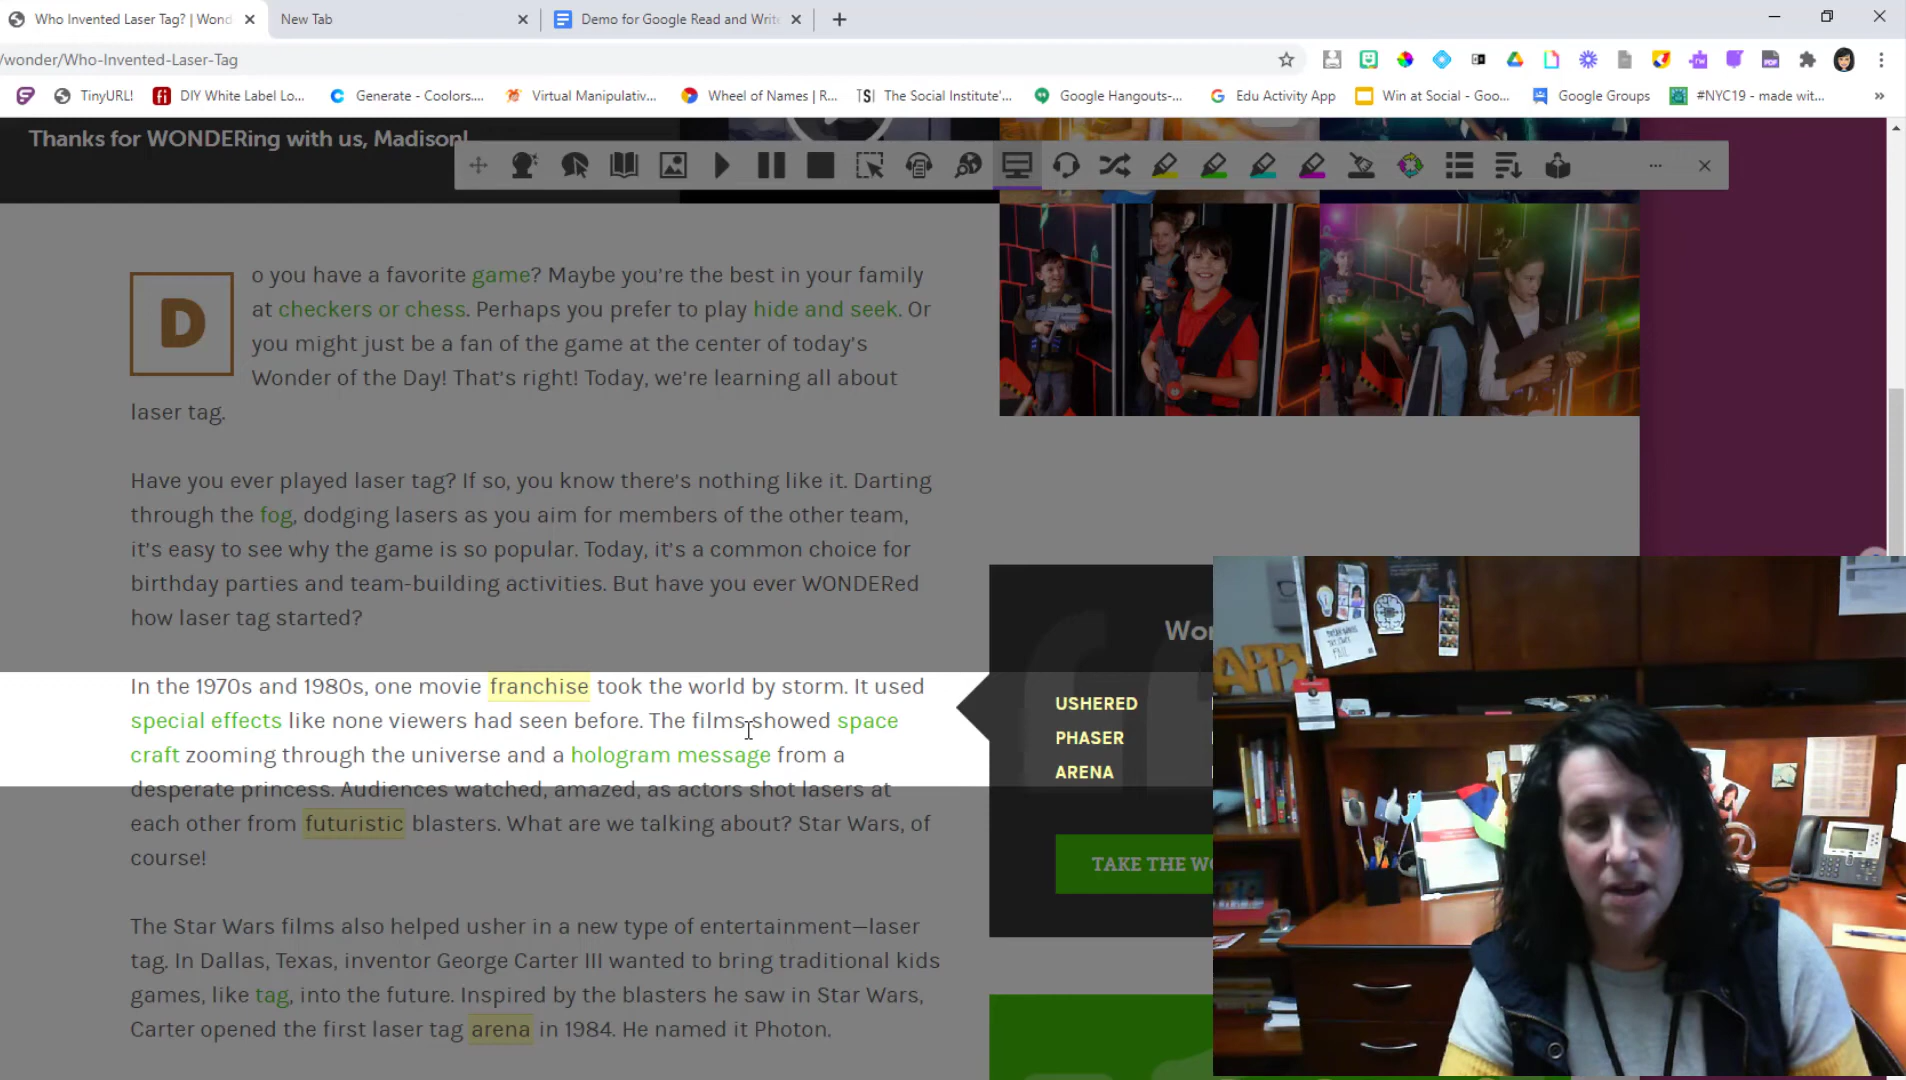 Who Invented Laser Tag? | Wond
New Tab
Demo for Google Read and Write
/wonder/Who-Invented-Laser-Tag
TinyURL!
DIY White Label Lo...
Generate - Coolors....
Virtual Manipulativ...
Wheel of Names | R...
The Social Institute'...
Google Hangouts-...
Edu Activity App
Win at Social - Goo...
Google Groups
#NYC19 - made wit...
»
Thanks for WONDERing with us, Madison!
D
o you have a favorite game? Maybe you're the best in your family
at checkers or chess. Perhaps you prefer to play hide and seek. Or
you might just be a fan of the game at the center of today's
Wonder of the Day! That's right! Today, we're learning all about
laser tag.
Have you ever played laser tag? If so, you know there's nothing like it. Darting
through the fog, dodging lasers as you aim for members of the other team,
it's easy to see why the game is so popular. Today, it's a common choice for
birthday parties and team-building activities. But have you ever WONDERed
how laser tag started?
In the 1970s and 1980s, one movie franchise took the world by storm. It used
special effects like none viewers had seen before. The films showed space
craft zooming through the universe and a hologram message from a
desperate princess. Audiences watched, amazed, as actors shot lasers at
each other from futuristic blasters. What are we talking about? Star Wars, of
course!
The Star Wars films also helped usher in a new type of entertainment—laser
tag. In Dallas, Texas, inventor George Carter III wanted to bring traditional kids
games, like tag, into the future. Inspired by the blasters he saw in Star Wars,
Carter opened the first laser tag arena in 1984. He named it Photon.
Wo
USHERED
PHASER
ARENA
TAKE THE W
APPY
FAIL